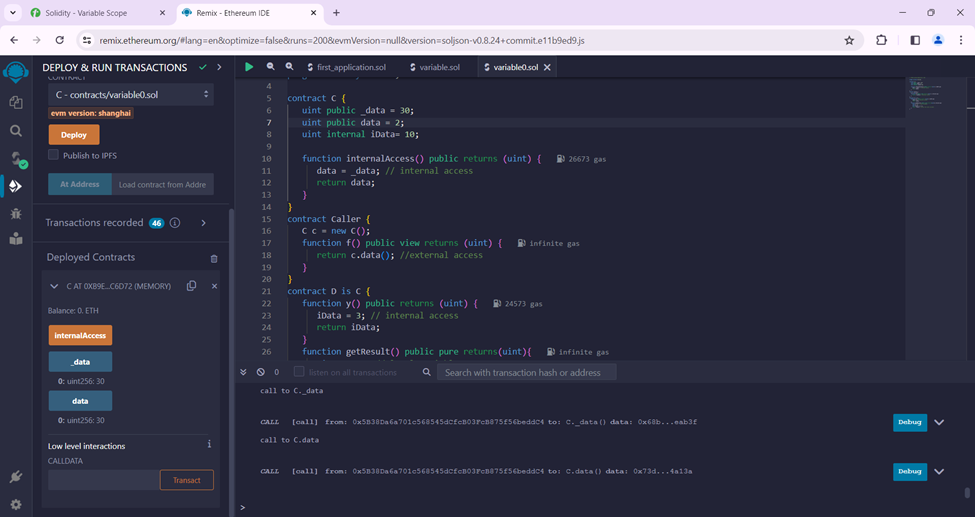 Solidity - Variable Scope
Remix - Ethereum IDE
remix.ethereum.org/#lang=en&optimize=false&runs=200&evmVersion=null&version=soljson-v0.8.24+commit.e11b9ed9.js
DEPLOY & RUN TRANSACTIONS
CONTRACT
C - contracts/variable0.sol
evm version: shanghai
Deploy
Publish to IPFS
At Address Load contract from Addre
Transactions recorded 46 i
Deployed Contracts
C AT 0XB9E...C6D72 (MEMORY)
Balance: 0. ETH
internalAccess
_data
0: uint256: 30
data
0: uint256: 30
Low level interactions i
CALLDATA
Transact
first_application.sol variable.sol variable0.sol
4
5 contract C {
6 uint public _data = 30;
7 uint public data = 2;
8 uint internal iData= 10;
9
10 function internalAccess() public returns (uint) { 26673 gas
11 data = _data; // internal access
12 return data;
13 }
14 }
15 contract Caller {
16 C c = new C();
17 function f() public view returns (uint) { infinite gas
18 return c.data(); //external access
19 }
20 }
21 contract D is C {
22 function y() public returns (uint) { 24573 gas
23 iData = 3; // internal access
24 return iData;
25 }
26 function getResult() public pure returns(uint){ infinite gas
0 listen on all transactions Search with transaction hash or address
call to C._data
CALL [call] from: 0x5B38Da6a701c568545dCfcB03FcB875f56beddC4 to: C._data() data: 0x68b...eab3f Debug
call to C.data
CALL [call] from: 0x5B38Da6a701c568545dCfcB03FcB875f56beddC4 to: C.data() data: 0x73d...4a13a Debug
>